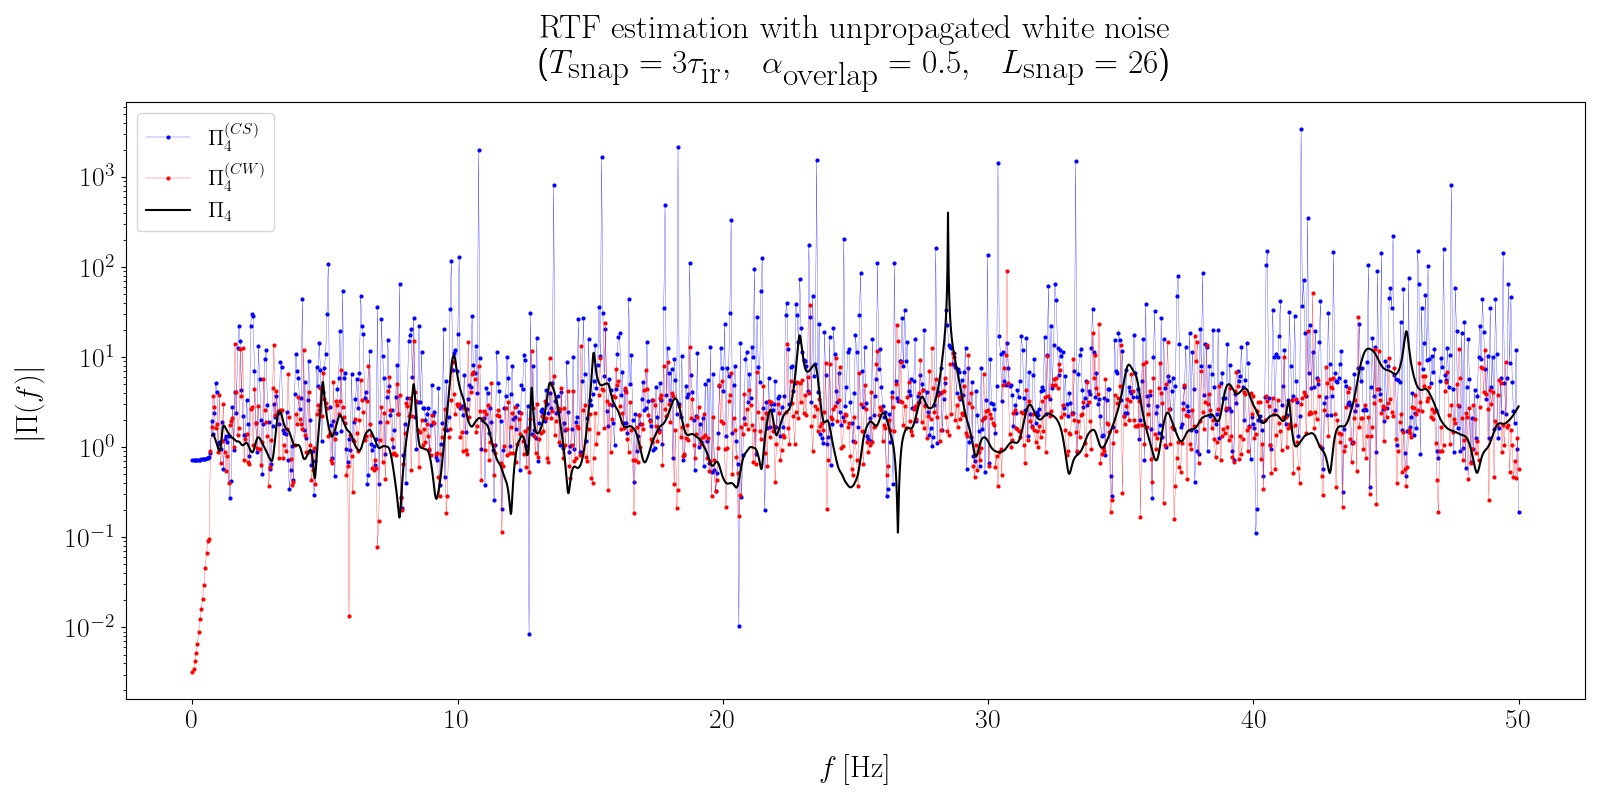 RTF estimation with unpropagated white noise
(T_snap = 3τ_ir, α_overlap = 0.5, L_snap = 26)
Π_4^(CS)
Π_4^(CW)
Π_4
|Π(f)|
10^3
10^2
10^1
10^0
10^−1
10^−2
0 10 20 30 40 50
f [Hz]